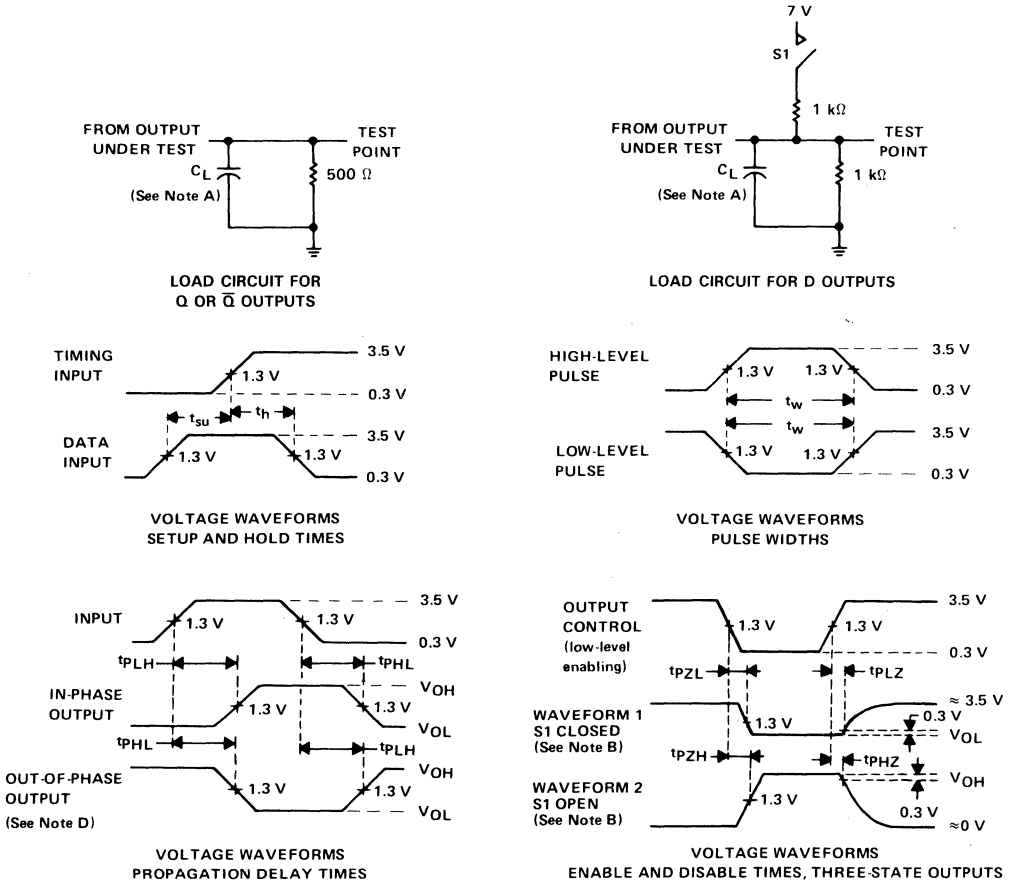 FROM OUTPUT
UNDER TEST
TEST
POINT
CL
(See Note A)
500 Ω
LOAD CIRCUIT FOR
Q OR Q̅ OUTPUTS
7 V
S1
1 kΩ
FROM OUTPUT
UNDER TEST
TEST
POINT
CL
(See Note A)
1 kΩ
LOAD CIRCUIT FOR D OUTPUTS
TIMING
INPUT
3.5 V
1.3 V
0.3 V
tsu
th
DATA
INPUT
3.5 V
1.3 V
1.3 V
0.3 V
VOLTAGE WAVEFORMS
SETUP AND HOLD TIMES
HIGH-LEVEL
PULSE
3.5 V
1.3 V
1.3 V
0.3 V
tw
tw
LOW-LEVEL
PULSE
3.5 V
1.3 V
1.3 V
0.3 V
VOLTAGE WAVEFORMS
PULSE WIDTHS
INPUT
3.5 V
1.3 V
1.3 V
0.3 V
tPLH
tPHL
IN-PHASE
OUTPUT
VOH
1.3 V
1.3 V
VOL
tPHL
tPLH
OUT-OF-PHASE
OUTPUT
(See Note D)
VOH
1.3 V
1.3 V
VOL
VOLTAGE WAVEFORMS
PROPAGATION DELAY TIMES
OUTPUT
CONTROL
(low-level
enabling)
3.5 V
1.3 V
1.3 V
0.3 V
tPZL
tPLZ
WAVEFORM 1
S1 CLOSED
(See Note B)
≈ 3.5 V
1.3 V
0.3 V
VOL
tPZH
tPHZ
WAVEFORM 2
S1 OPEN
(See Note B)
VOH
1.3 V
0.3 V
≈0 V
VOLTAGE WAVEFORMS
ENABLE AND DISABLE TIMES, THREE-STATE OUTPUTS